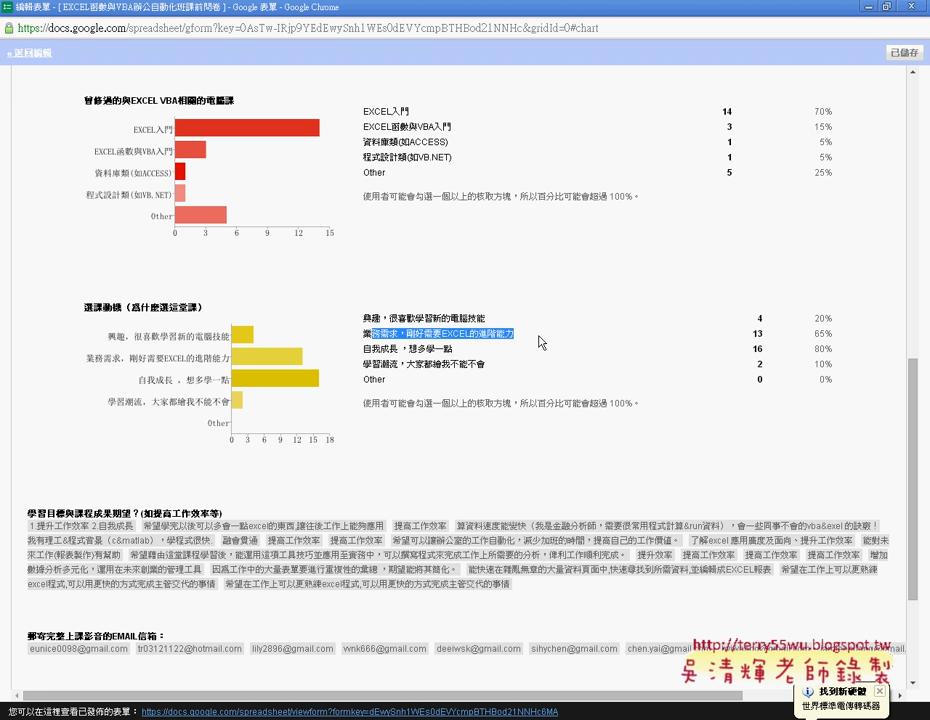 編輯表單 - [ EXCEL函數與VBA辦公自動化班課前問卷 ] - Google 表單 - Google Chrome
https://docs.google.com/spreadsheet/gform?key=0AsTw-IRjp9YEdEwySnh1WEs0dEVYcmpBTHBod21NNHc&gridId=0#chart
« 返回編輯
已儲存
曾修過的與EXCEL VBA相關的電腦課
EXCEL入門
EXCEL函數與VBA入門
資料庫類(如ACCESS)
程式設計類(如VB.NET)
Other
0 3 6 9 12 15
EXCEL入門 14 70%
EXCEL函數與VBA入門 3 15%
資料庫類(如ACCESS) 1 5%
程式設計類(如VB.NET) 1 5%
Other 5 25%
使用者可能會勾選一個以上的核取方塊，所以百分比可能會超過 100%。
選課動機（為什麼選這堂課）
興趣，很喜歡學習新的電腦技能
業務需求，剛好需要EXCEL的進階能力
自我成長 ，想多學一點
學習潮流，大家都繪我不能不會
Other
0 3 6 9 12 15 18
興趣，很喜歡學習新的電腦技能 4 20%
業務需求，剛好需要EXCEL的進階能力 13 65%
自我成長 ，想多學一點 16 80%
學習潮流，大家都繪我不能不會 2 10%
Other 0 0%
使用者可能會勾選一個以上的核取方塊，所以百分比可能會超過 100%。
學習目標與課程成果期望？(如提高工作效率等)
1.提升工作效率 2.自我成長 希望學完以後可以多會一點excel的東西,讓往後工作上能夠應用 提高工作效率 算資料速度能變快（我是金融分析師，需要很常用程式計算&run資料），會一些同事不會的vba&exel 的訣竅！
我有理工&程式背景（c&matlab），學程式很快. 融會貫通 提高工作效率 提高工作效率 希望可以讓辦公室的工作自動化，減少加班的時間，提高自己的工作價值。 了解excel 應用廣度及面向、提升工作效率 能對未
來工作(報表製作)有幫助 希望藉由這堂課程學習後，能運用這項工具技巧並應用至實務中，可以撰寫程式來完成工作上所需要的分析，俾利工作順利完成。 提升效率 提高工作效率 提高工作效率 提高工作效率 增加
數據分析多元化，運用在未來創業的管理工具 因為工作中的大量表單要進行重複性的彙總，期望能將其簡化。 能快速在雜亂無章的大量資料頁面中,快速尋找到所需資料,並編輯成EXCEL報表 希望在工作上可以更熟練
excel程式,可以用更快的方式完成主管交代的事情 希望在工作上可以更熟練excel程式,可以用更快的方式完成主管交代的事情
郵寄完整上課影音的EMAIL信箱：
eunice0098@gmail.com tr03121122@hotmail.com lily2896@gmail.com vvnk666@gmail.com deeiwsk@gmail.com sihychen@gmail.com chen.yai@gmail
http://terry55wu.blogspot.tw
吳清輝老師錄製
找到新硬體
世界標準電傳轉碼器
您可以在這裡查看已發佈的表單： https://docs.google.com/spreadsheet/viewform?formkey=dEwySnh1WEs0dEVYcmpBTHBod21NNHc6MA